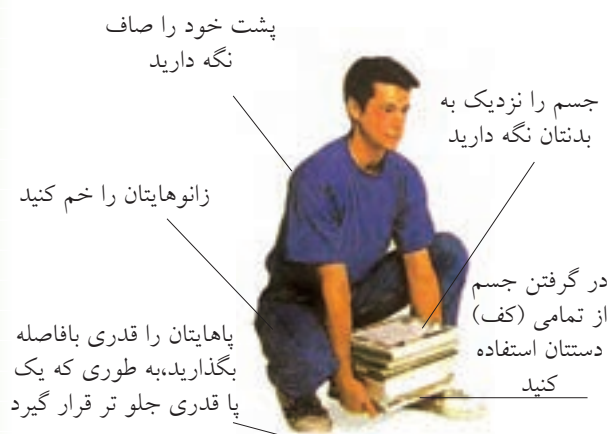 پشت خود را صاف
نگه دارید
جسم را نزدیک به
بدنتان نگه دارید
زانوهایتان را خم کنید
در گرفتن جسم
از تمامی (کف)
دستتان استفاده
کنید
پاهایتان را قدری بافاصله
بگذارید،به طوری که یک
پا قدری جلو تر قرار گیرد